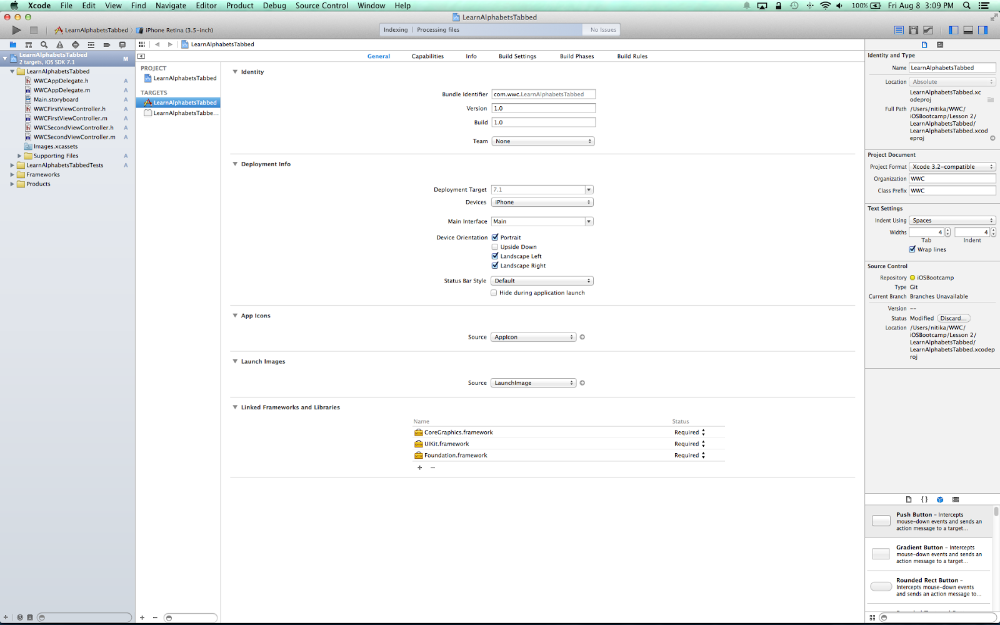 Xcode File Edit View Find Navigate Editor Product Debug Source Control Window Help 100% Fri Aug 8 3:09 PM
LearnAlphabetsTabbed
LearnAlphabetsTabbed iPhone Retina (3.5-inch)
Indexing | Processing files No Issues
LearnAlphabetsTabbed
2 targets, iOS SDK 7.1
M
LearnAlphabetsTabbed
WWCAppDelegate.h A
WWCAppDelegate.m A
Main.storyboard A
WWCFirstViewController.h A
WWCFirstViewController.m A
WWCSecondViewController.h A
WWCSecondViewController.m A
Images.xcassets
Supporting Files A
LearnAlphabetsTabbedTests A
Frameworks
Products
LearnAlphabetsTabbed
General Capabilities Info Build Settings Build Phases Build Rules
PROJECT
LearnAlphabetsTabbed
TARGETS
LearnAlphabetsTabbed
LearnAlphabetsTabbe...
Identity
Bundle Identifier com.wwc.LearnAlphabetsTabbed
Version 1.0
Build 1.0
Team None
Deployment Info
Deployment Target 7.1
Devices iPhone
Main Interface Main
Device Orientation Portrait
Upside Down
Landscape Left
Landscape Right
Status Bar Style Default
Hide during application launch
App Icons
Source AppIcon
Launch Images
Source LaunchImage
Linked Frameworks and Libraries
Name Status
CoreGraphics.framework Required
UIKit.framework Required
Foundation.framework Required
Identity and Type
Name LearnAlphabetsTabbed
Location Absolute
LearnAlphabetsTabbed.xc
odeproj
Full Path /Users/nitika/WWC/
iOSBootcamp/Lesson 2/
LearnAlphabetsTabbed/
LearnAlphabetsTabbed.xcod
eproj
Project Document
Project Format Xcode 3.2-compatible
Organization WWC
Class Prefix WWC
Text Settings
Indent Using Spaces
Widths 4 4
Tab Indent
Wrap lines
Source Control
Repository iOSBootcamp
Type Git
Current Branch Branches Unavailable
Version --
Status Modified Discard...
Location /Users/nitika/WWC/
iOSBootcamp/Lesson 2/
LearnAlphabetsTabbed/
LearnAlphabetsTabbed.xcodepr
oj
Push Button - Intercepts
mouse-down events and sends an
action message to a target...
Gradient Button - Intercepts
mouse-down events and sends an
action message to a target...
Rounded Rect Button -
Intercepts mouse-down events
and sends an action message to...